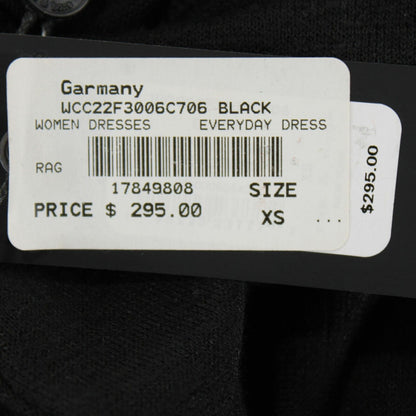 Garmany
WCC22F3006C706 BLACK
WOMEN DRESSES EVERYDAY DRESS
RAG
17849808 SIZE
PRICE $ 295.00 XS ...
$295.00